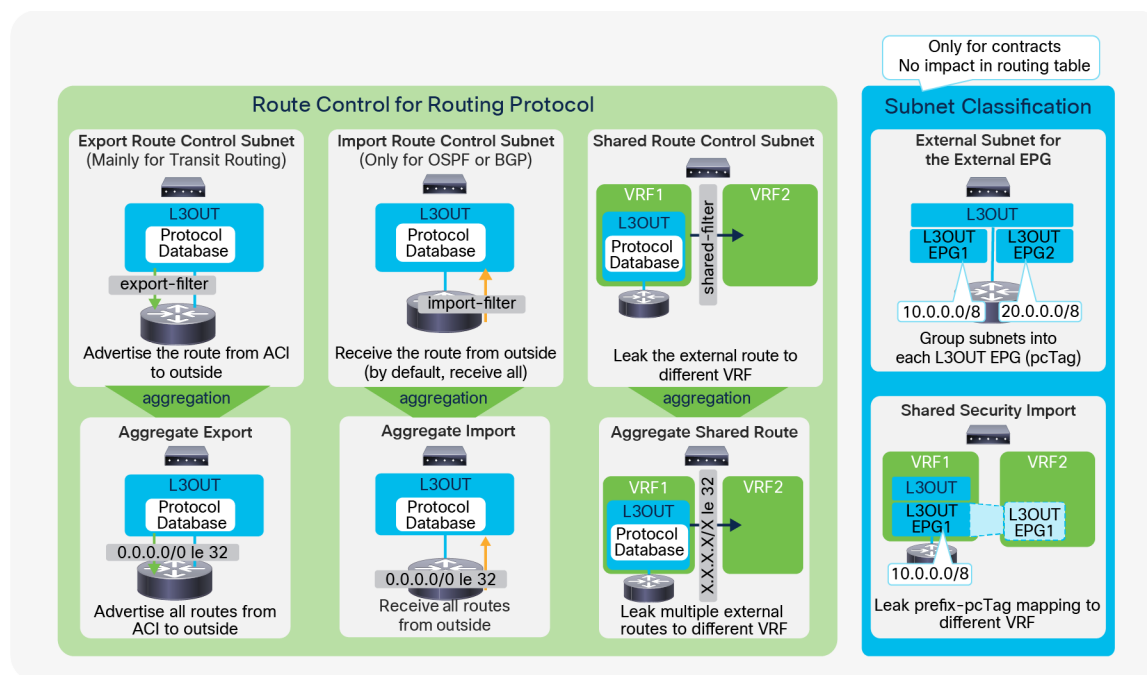 Only for contracts
No impact in routing table
Route Control for Routing Protocol
Export Route Control Subnet
(Mainly for Transit Routing)
L3OUT
Protocol
Database
export-filter
Advertise the route from ACI
to outside
Import Route Control Subnet
(Only for OSPF or BGP)
L3OUT
Protocol
Database
import-filter
Receive the route from outside
(by default, receive all)
Shared Route Control Subnet
VRF1
L3OUT
Protocol
Database
shared-filter
VRF2
Leak the external route to
different VRF
aggregation
aggregation
aggregation
Aggregate Export
L3OUT
Protocol
Database
0.0.0.0/0 le 32
Advertise all routes from
ACI to outside
Aggregate Import
L3OUT
Protocol
Database
0.0.0.0/0 le 32
Receive all routes
from outside
Aggregate Shared Route
VRF1
L3OUT
Protocol
Database
X.X.X.X/X le 32
VRF2
Leak multiple external
routes to different VRF
Subnet Classification
External Subnet for
the External EPG
L3OUT
L3OUT
EPG1
L3OUT
EPG2
10.0.0.0/8
20.0.0.0/8
Group subnets into
each L3OUT EPG (pcTag)
Shared Security Import
VRF1
L3OUT
L3OUT
EPG1
VRF2
L3OUT
EPG1
10.0.0.0/8
Leak prefix-pcTag mapping to
different VRF